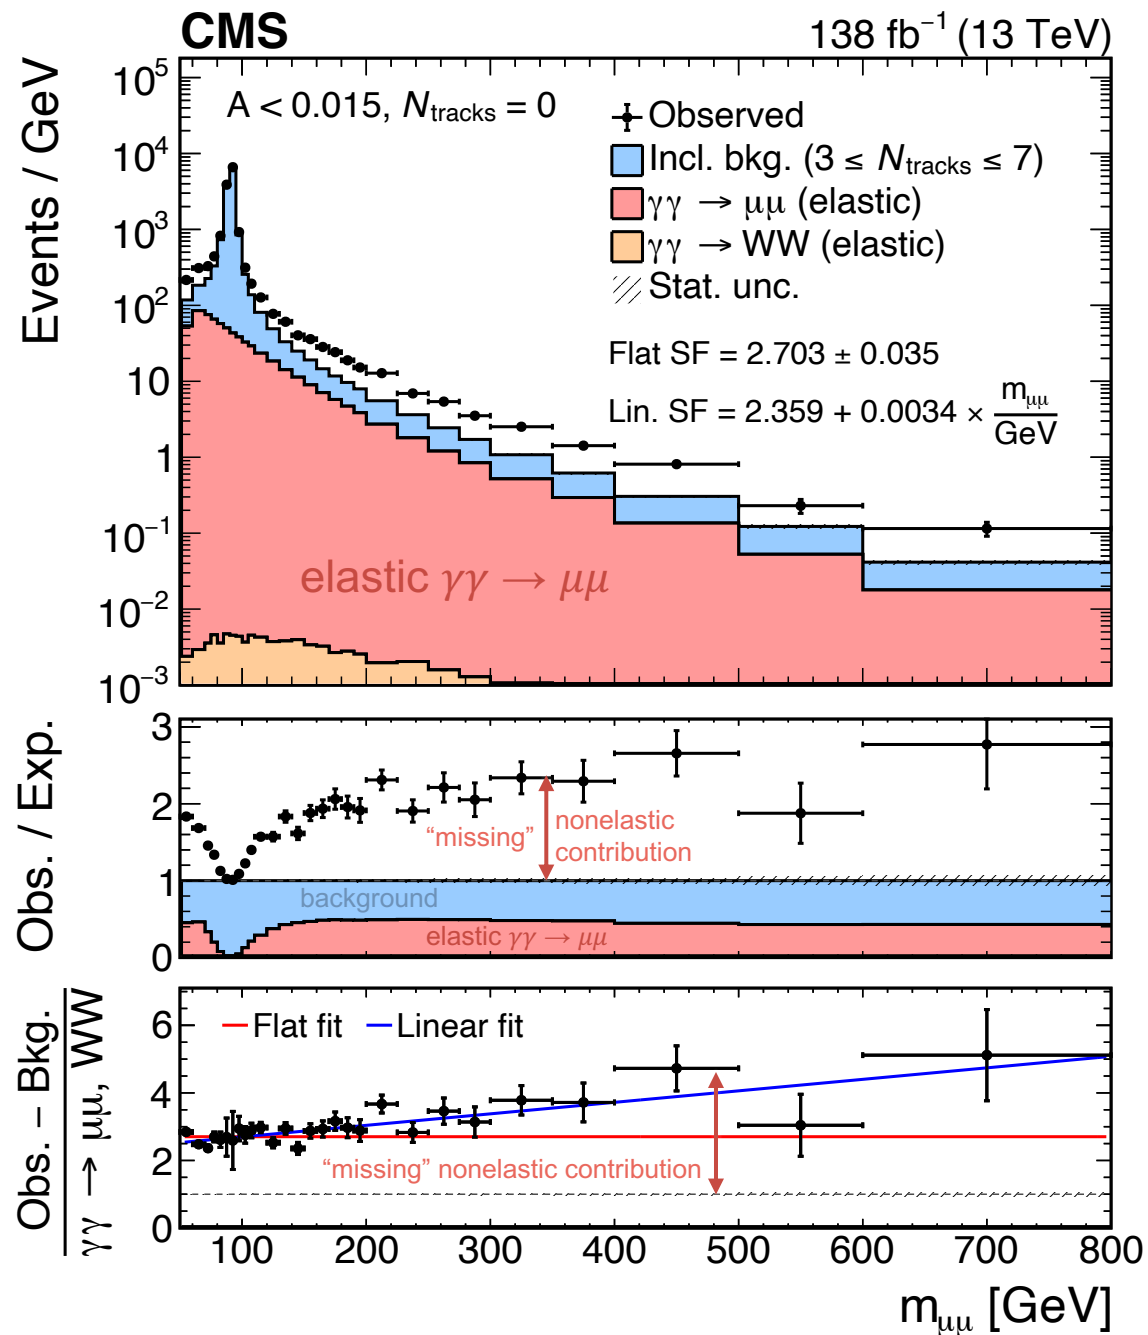 CMS 138 fb⁻¹ (13 TeV)
Events / GeV
10⁵
10⁴
10³
10²
10
1
10⁻¹
10⁻²
10⁻³
A < 0.015, N_tracks = 0
Observed
Incl. bkg. (3 ≤ N_tracks ≤ 7)
γγ → μμ (elastic)
γγ → WW (elastic)
Stat. unc.
Flat SF = 2.703 ± 0.035
Lin. SF = 2.359 + 0.0034 × m_μμ/GeV
elastic γγ → μμ
Obs. / Exp.
3
2
1
0
"missing" nonelastic
contribution
background
elastic γγ → μμ
Obs. – Bkg.
γγ → μμ, WW
6
4
2
0
Flat fit Linear fit
"missing" nonelastic contribution
100 200 300 400 500 600 700 800
m_μμ [GeV]